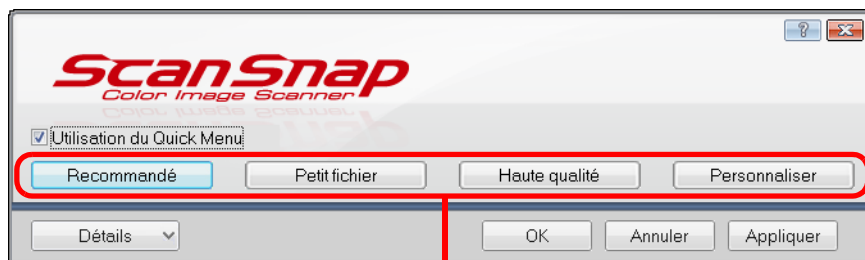 ScanSnap
Color Image Scanner
Utilisation du Quick Menu
Recommandé Petit fichier Haute qualité Personnaliser
Détails OK Annuler Appliquer